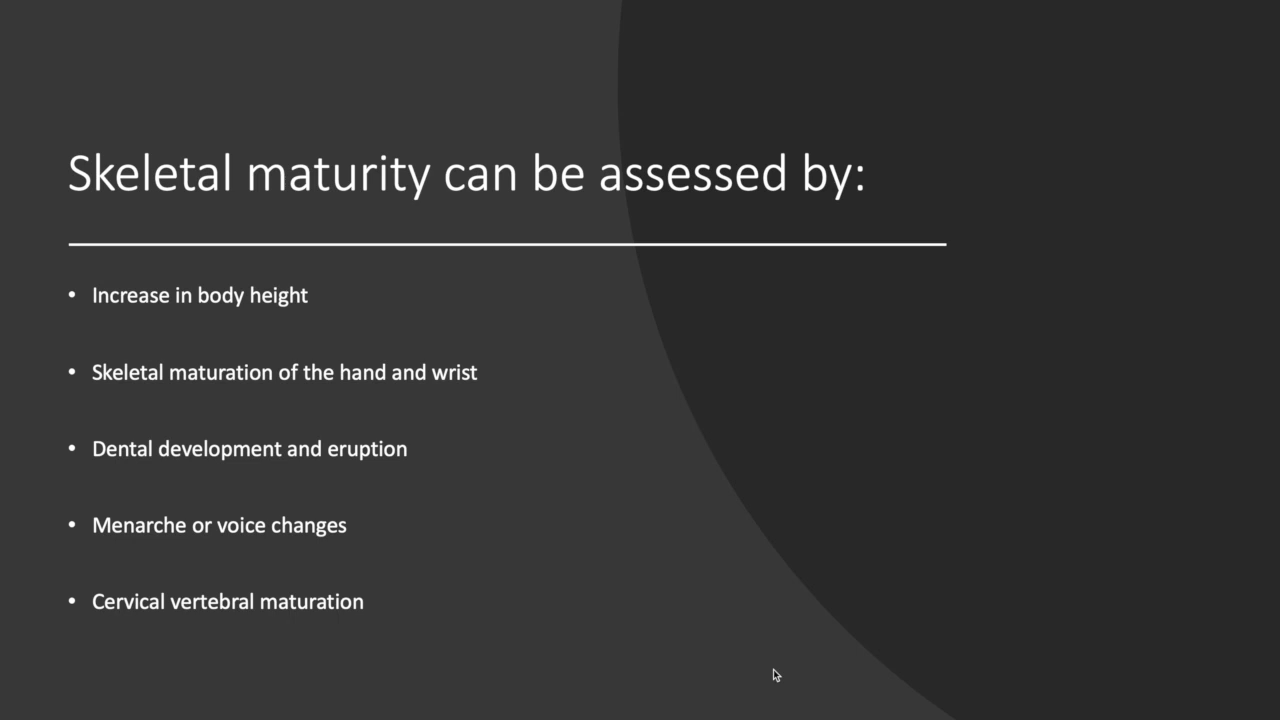 Skeletal maturity can be assessed by:
• Increase in body height
• Skeletal maturation of the hand and wrist
• Dental development and eruption
• Menarche or voice changes
• Cervical vertebral maturation